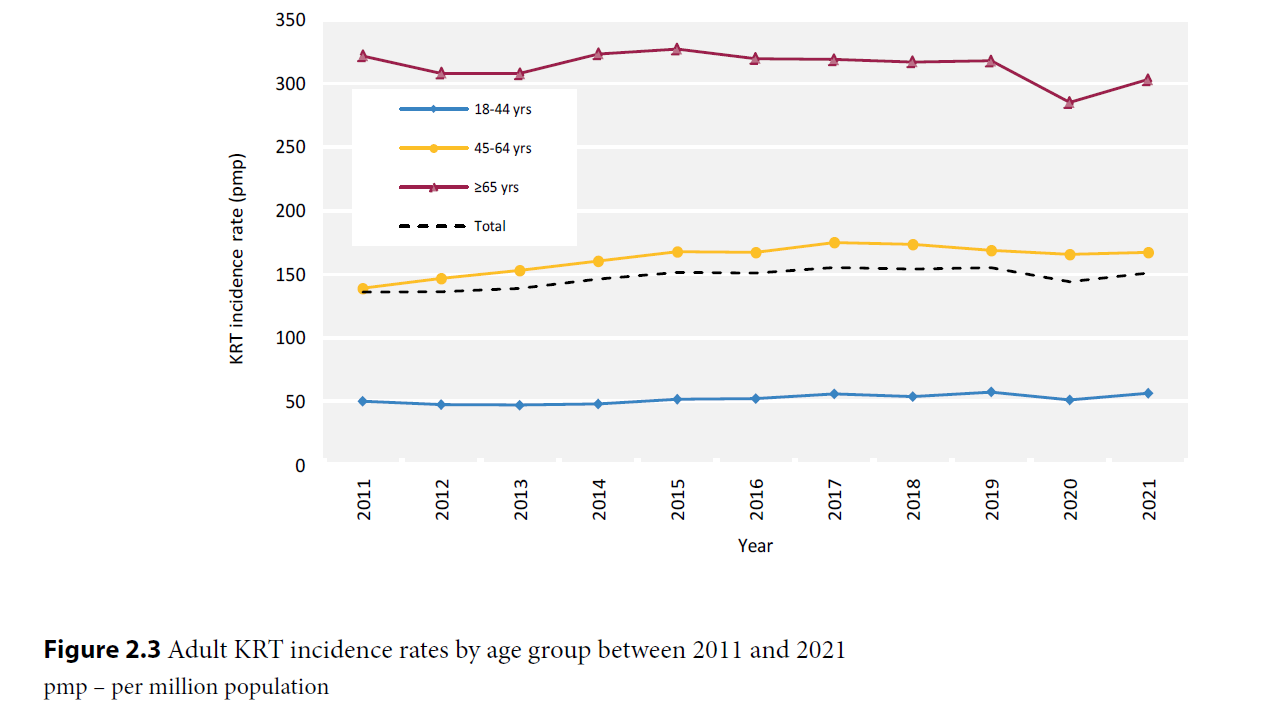 350
300
250
200
150
100
50
0
KRT incidence rate (pmp)
18-44 yrs
45-64 yrs
≥65 yrs
Total
2011 2012 2013 2014 2015 2016 2017 2018 2019 2020 2021
Year
Figure 2.3 Adult KRT incidence rates by age group between 2011 and 2021
pmp – per million population